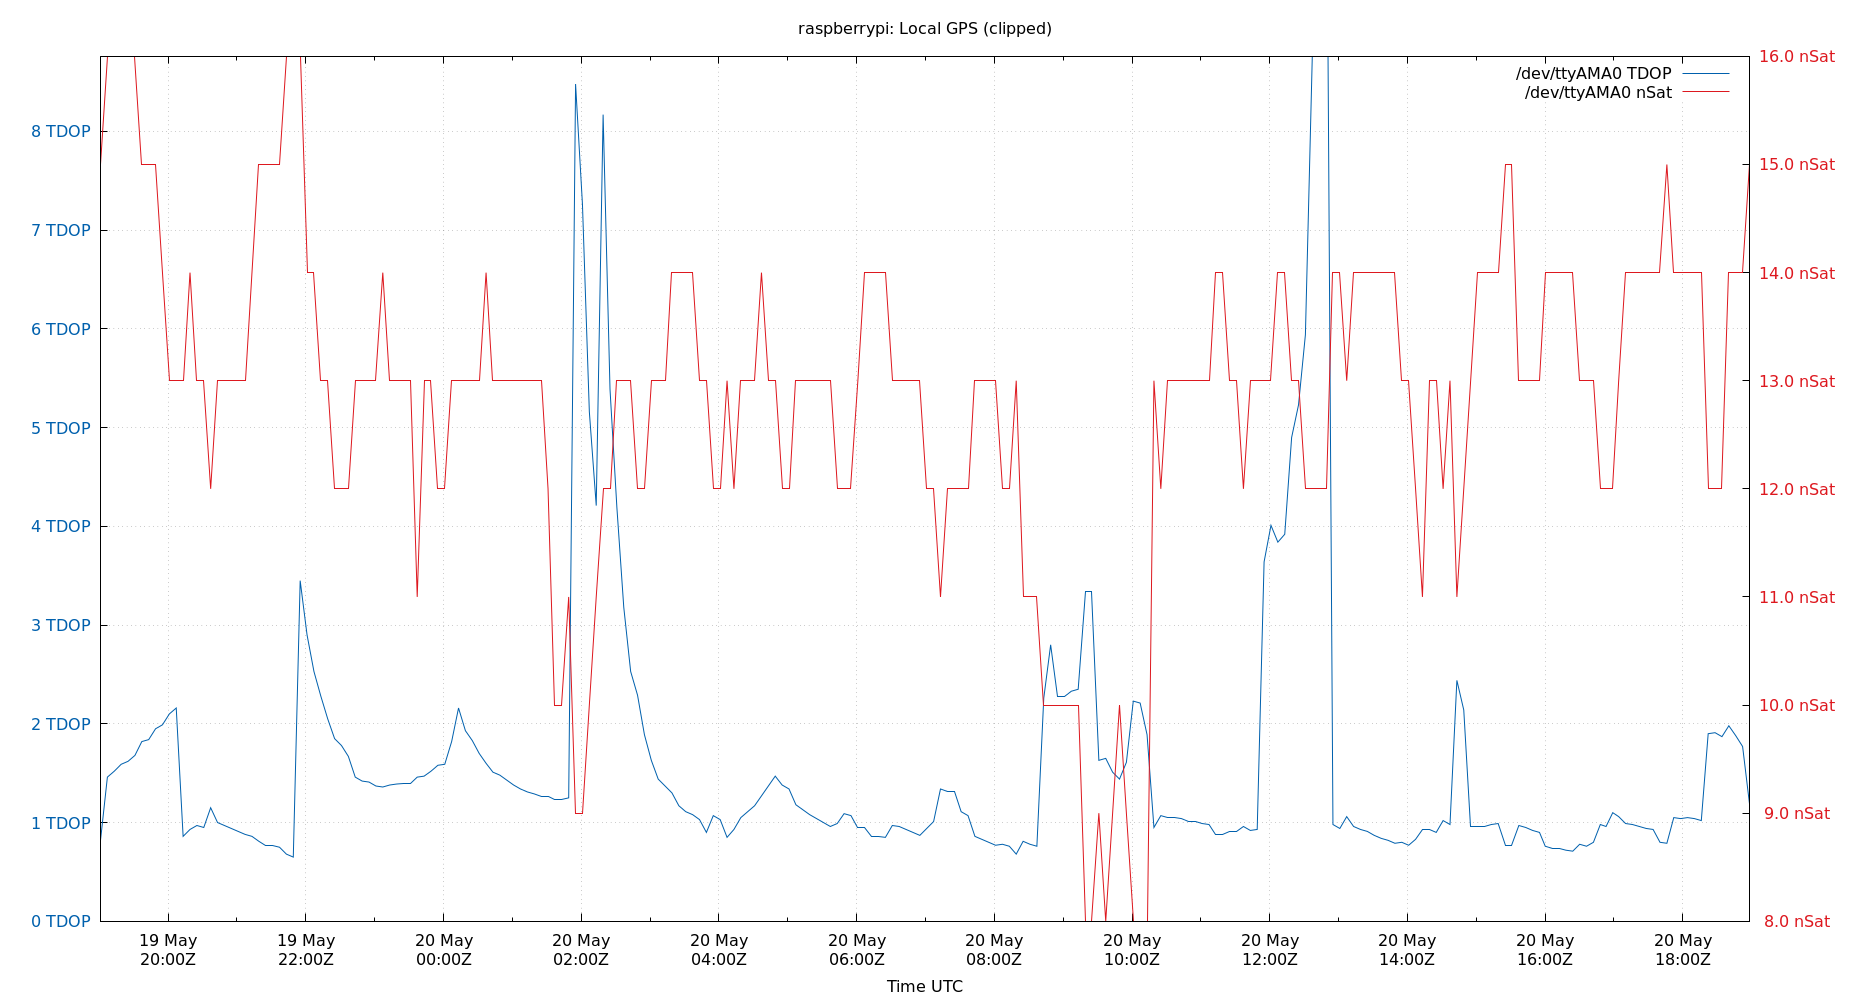 raspberrypi: Local GPS (clipped)
/dev/ttyAMA0 TDOP
/dev/ttyAMA0 nSat
8 TDOP
7 TDOP
6 TDOP
5 TDOP
4 TDOP
3 TDOP
2 TDOP
1 TDOP
0 TDOP
16.0 nSat
15.0 nSat
14.0 nSat
13.0 nSat
12.0 nSat
11.0 nSat
10.0 nSat
9.0 nSat
8.0 nSat
19 May
20:00Z
19 May
22:00Z
20 May
00:00Z
20 May
02:00Z
20 May
04:00Z
20 May
06:00Z
20 May
08:00Z
20 May
10:00Z
20 May
12:00Z
20 May
14:00Z
20 May
16:00Z
20 May
18:00Z
Time UTC